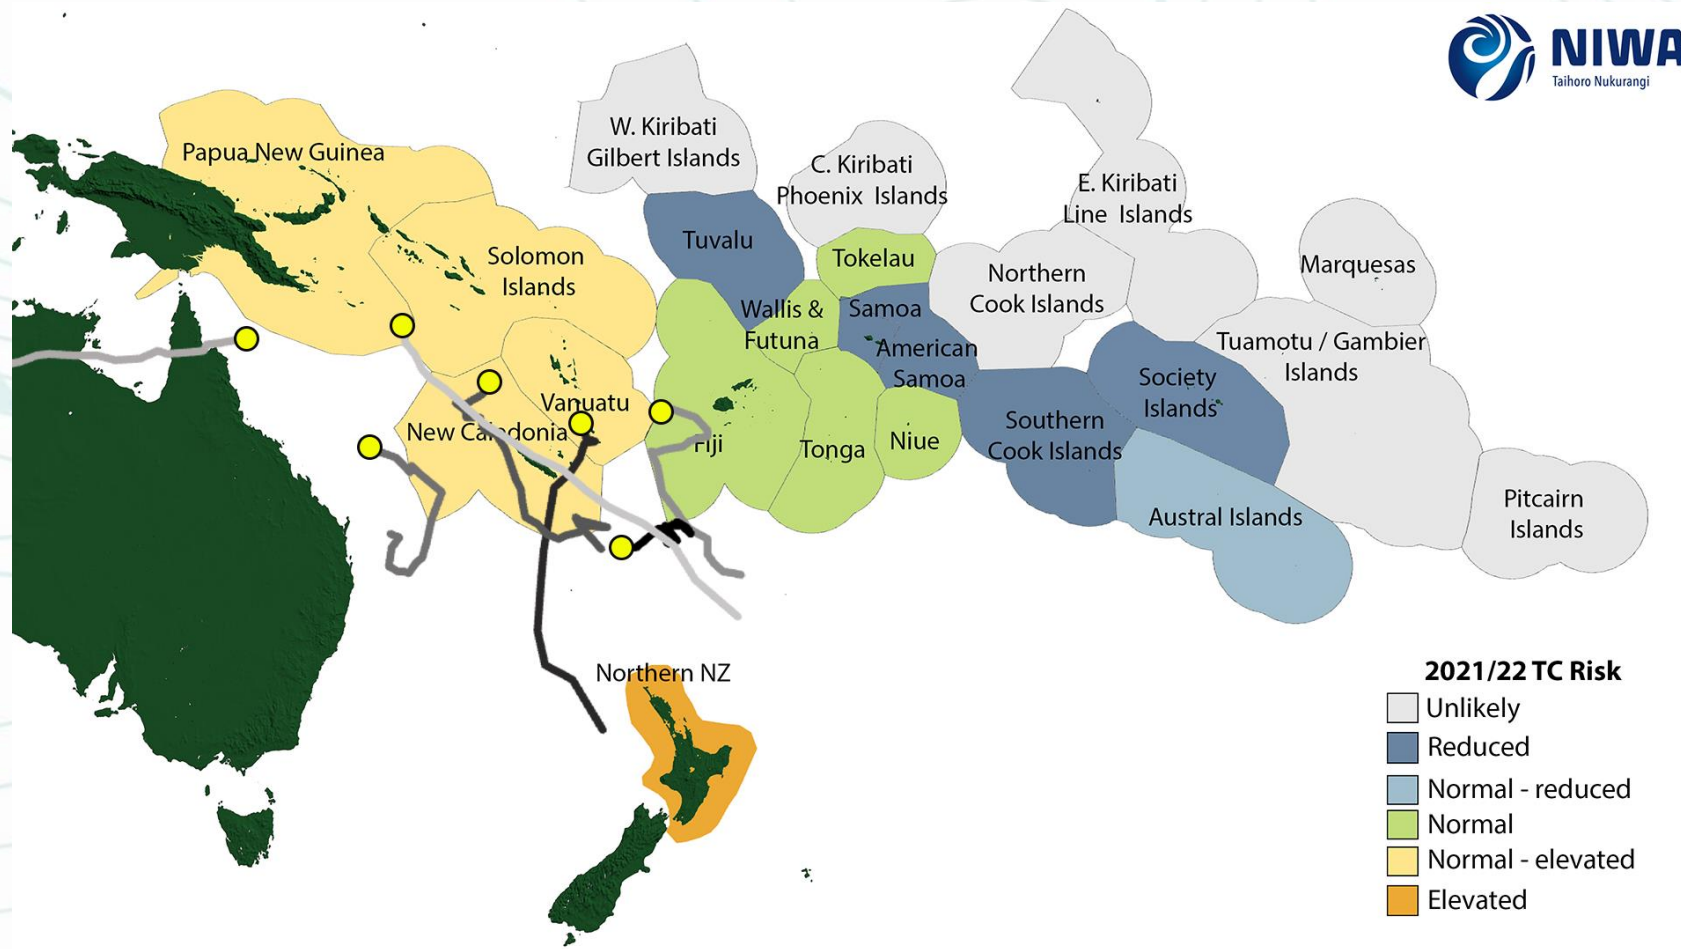 NIWA
Taihoro Nukurangi
W. Kiribati
Gilbert Islands
Papua New Guinea
C. Kiribati
Phoenix Islands
E. Kiribati
Line Islands
Tuvalu
Solomon
Islands
Tokelau
Northern
Cook Islands
Marquesas
Wallis &
Futuna
Samoa
American
Samoa
Tuamotu / Gambier
Islands
Society
Islands
Vanuatu
New Caledonia
Fiji
Tonga
Niue
Southern
Cook Islands
Austral Islands
Pitcairn
Islands
Northern NZ
2021/22 TC Risk
Unlikely
Reduced
Normal - reduced
Normal
Normal - elevated
Elevated